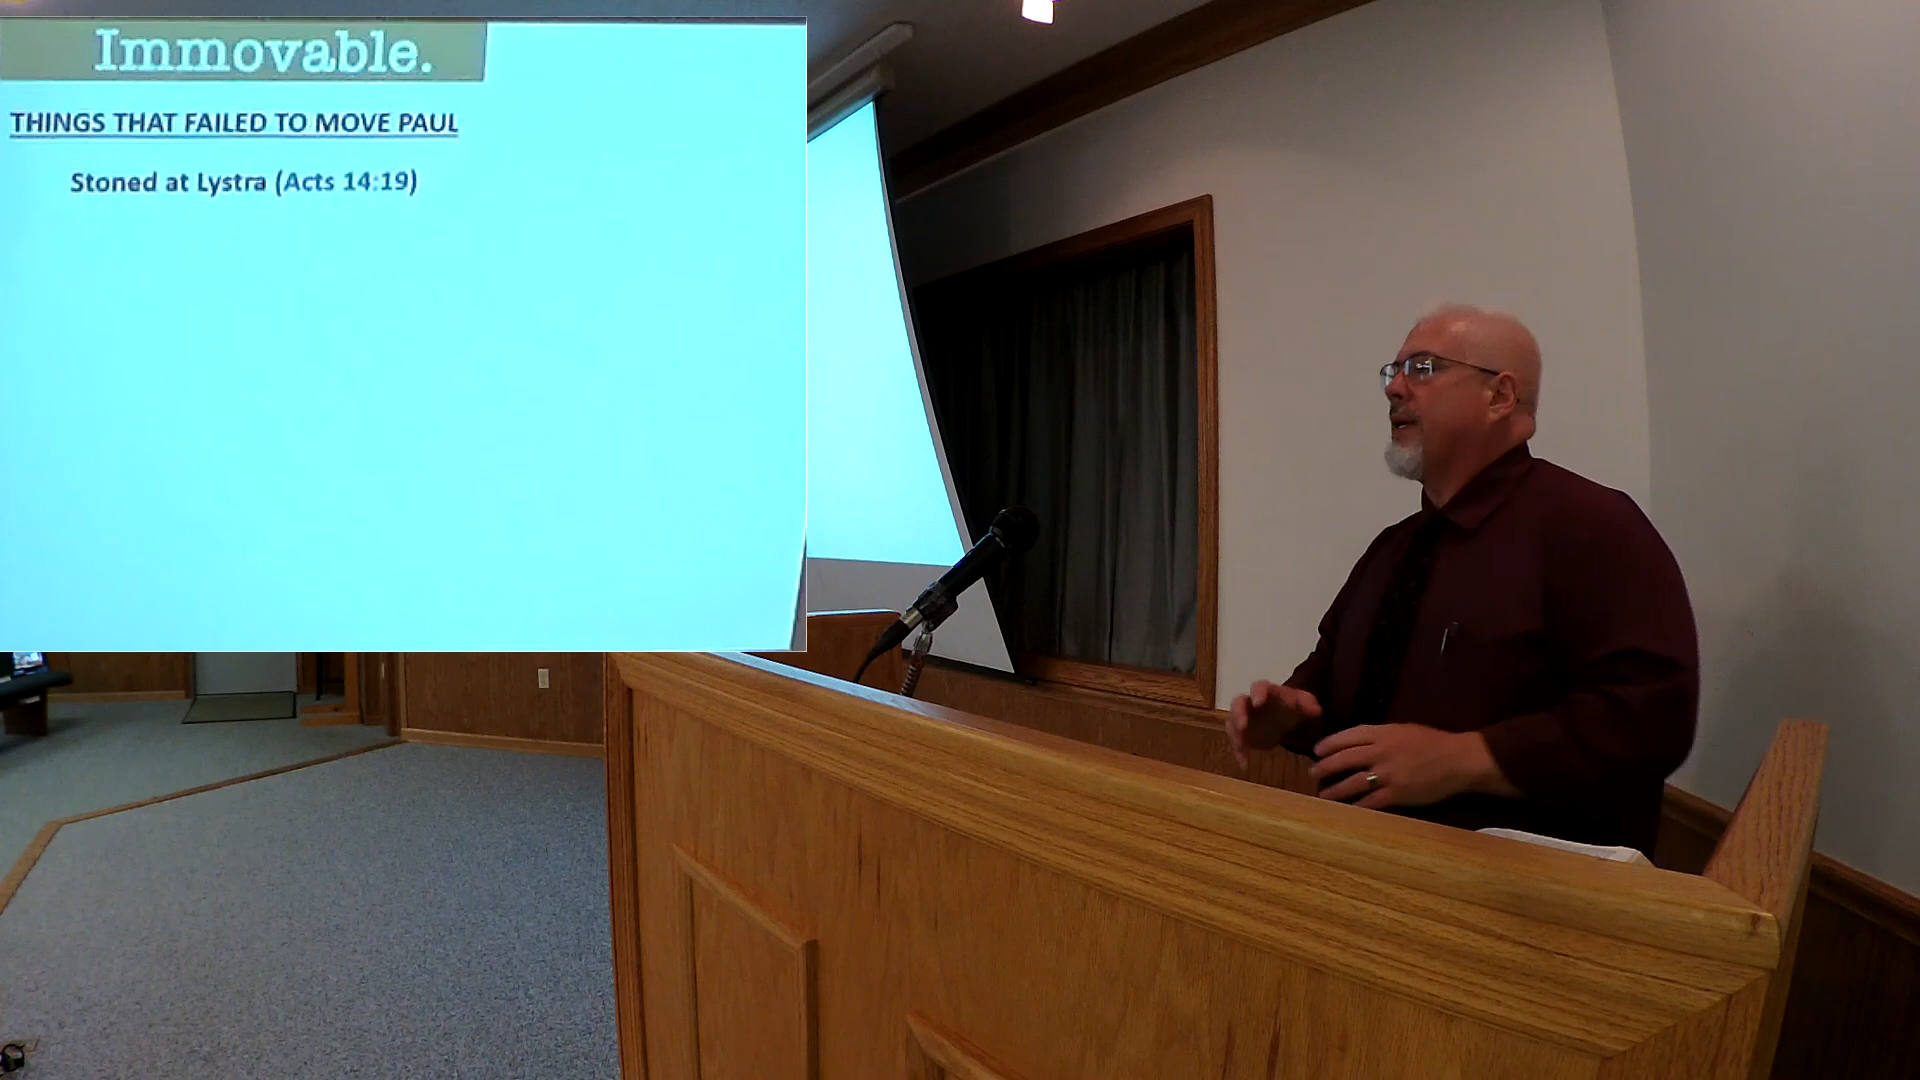 Immovable.
THINGS THAT FAILED TO MOVE PAUL
Stoned at Lystra (Acts 14:19)